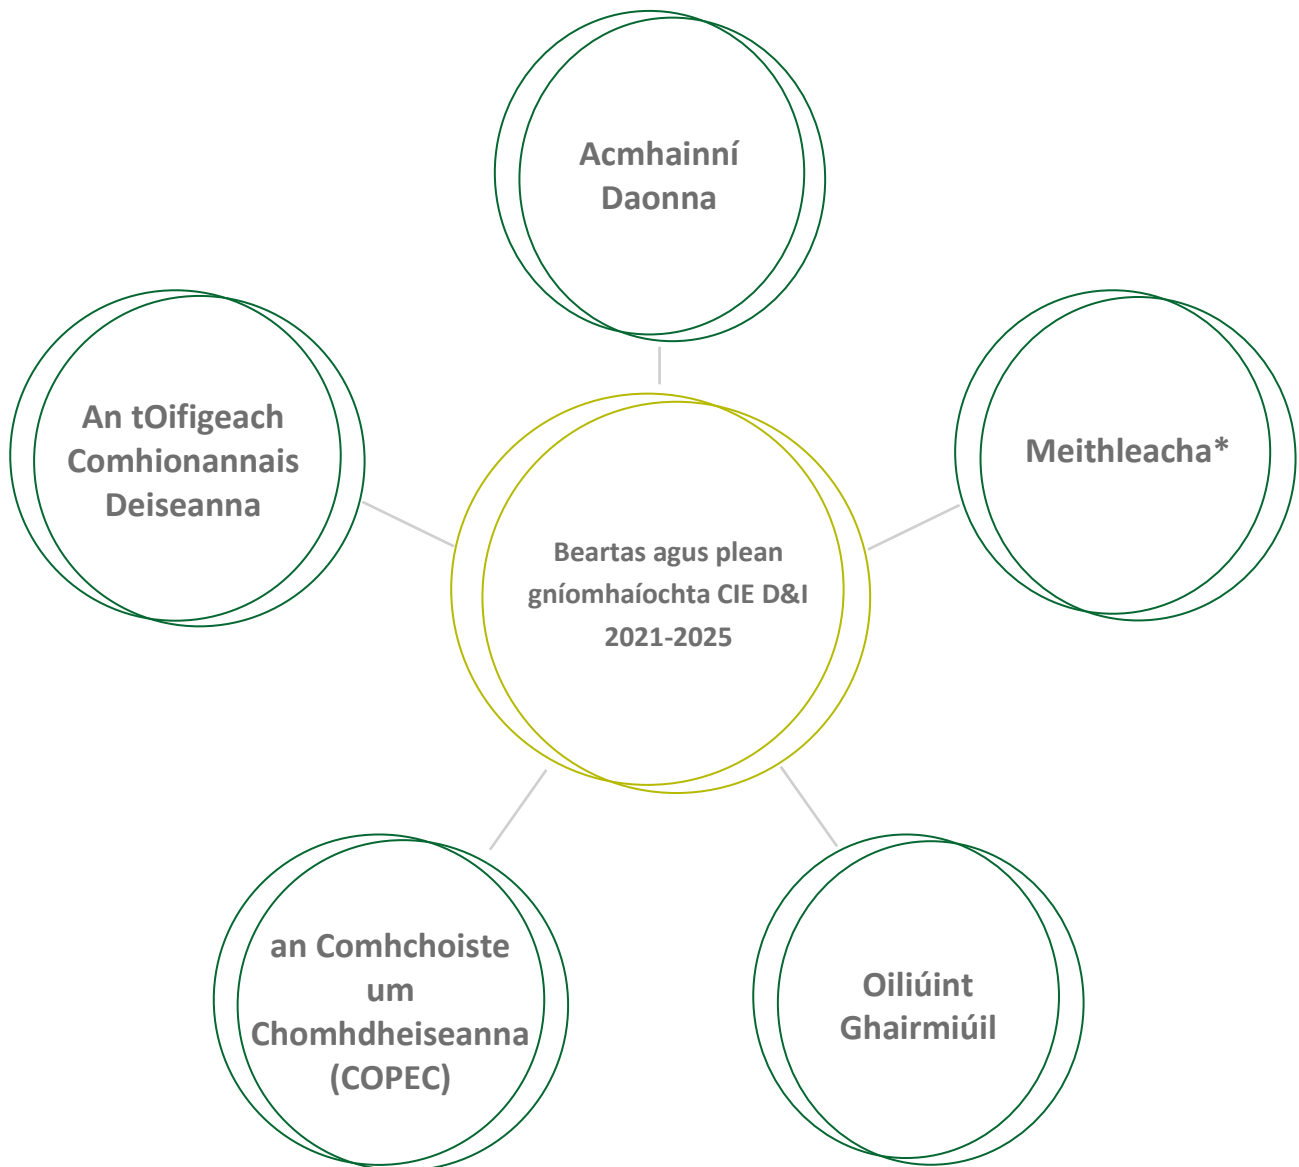 Acmhainní
Daonna
An tOifigeach
Comhionannais
Deiseanna
Meithleacha*
Beartas agus plean
gníomhaíochta CIE D&I
2021-2025
an Comhchoiste
um
Chomhdheiseanna
(COPEC)
Oiliúint
Ghairmiúil